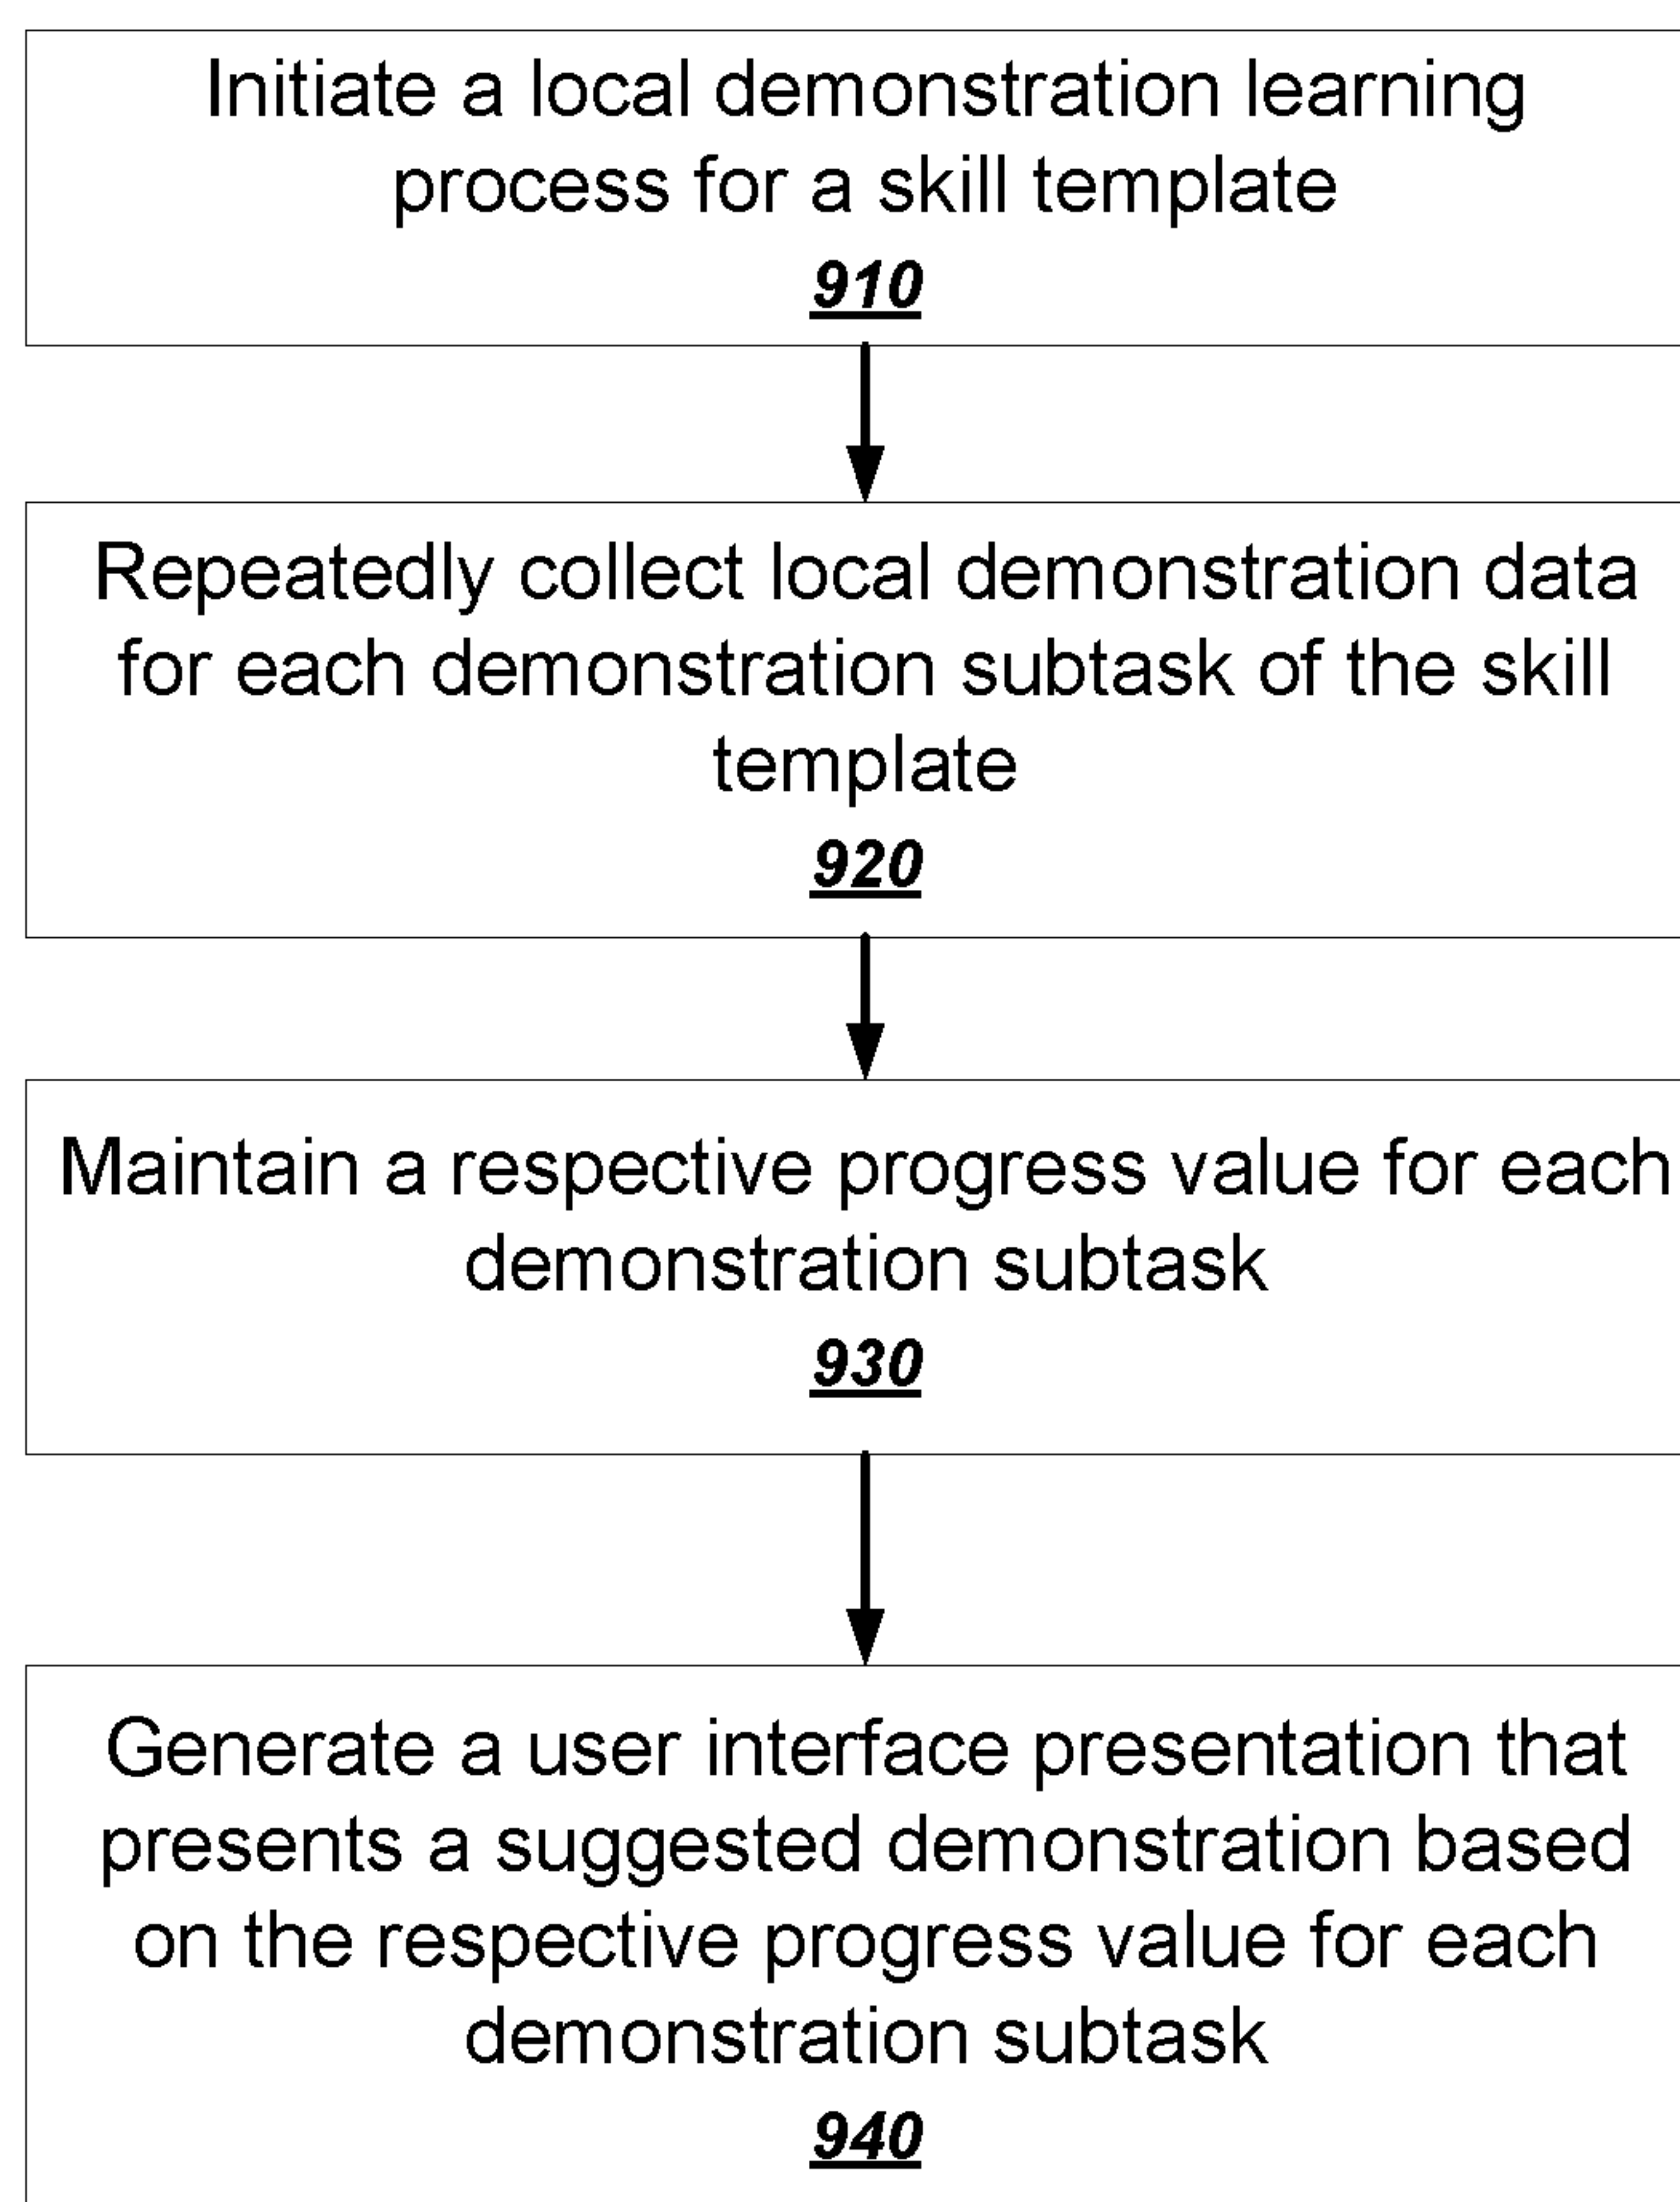 Initiate a local demonstration learning
process for a skill template
910
Repeatedly collect local demonstration data
for each demonstration subtask of the skill
template
920
Maintain a respective progress value for each
demonstration subtask
930
Generate a user interface presentation that
presents a suggested demonstration based
on the respective progress value for each
demonstration subtask
940